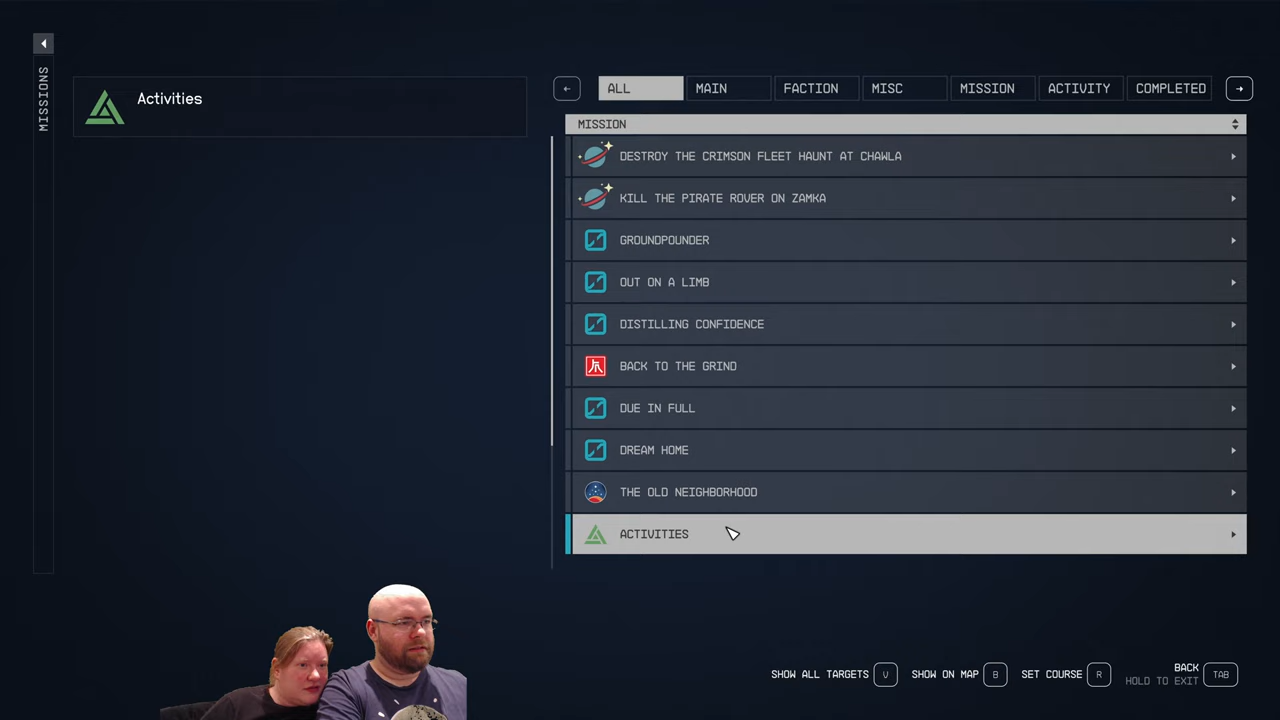 MISSIONS
Activities
ALL
MAIN
FACTION
MISC
MISSION
ACTIVITY
COMPLETED
MISSION
DESTROY THE CRIMSON FLEET HAUNT AT CHAWLA
KILL THE PIRATE ROVER ON ZAMKA
GROUNDPOUNDER
OUT ON A LIMB
DISTILLING CONFIDENCE
BACK TO THE GRIND
DUE IN FULL
DREAM HOME
THE OLD NEIGHBORHOOD
ACTIVITIES
SHOW ALL TARGETS V
SHOW ON MAP B
SET COURSE R
BACK
HOLD TO EXIT
TAB